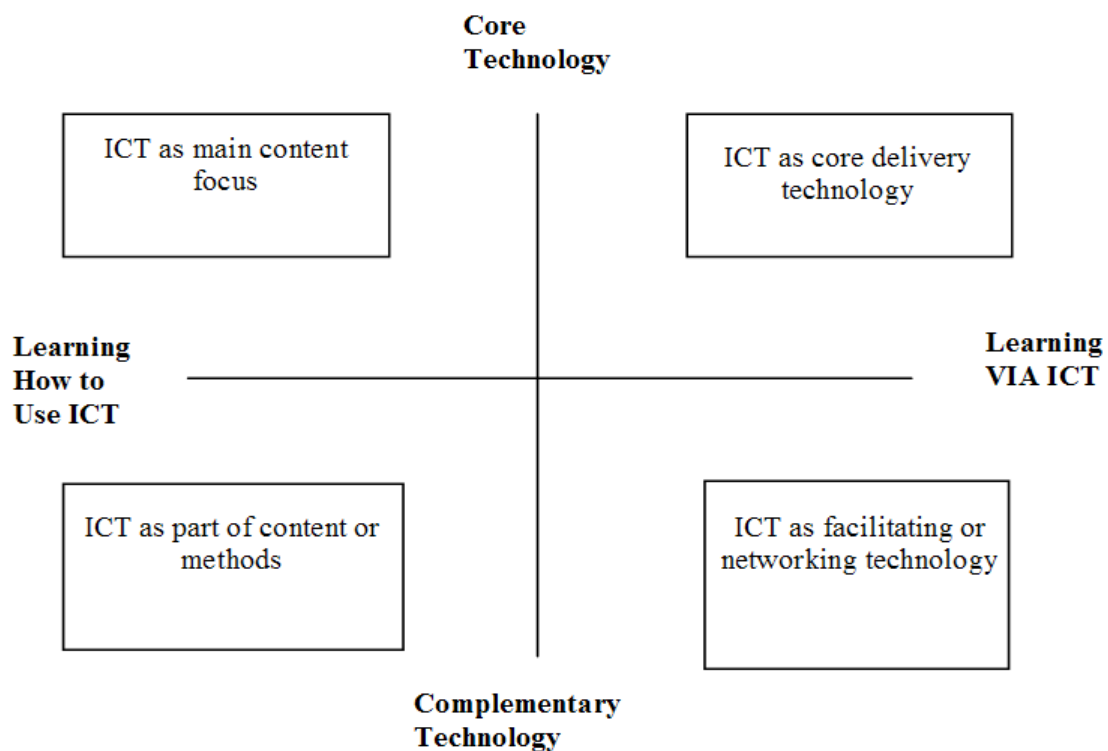 Core
Technology
ICT as main content
focus
ICT as core delivery
technology
Learning
How to
Use ICT
Learning
VIA ICT
ICT as part of content or
methods
ICT as facilitating or
networking technology
Complementary
Technology